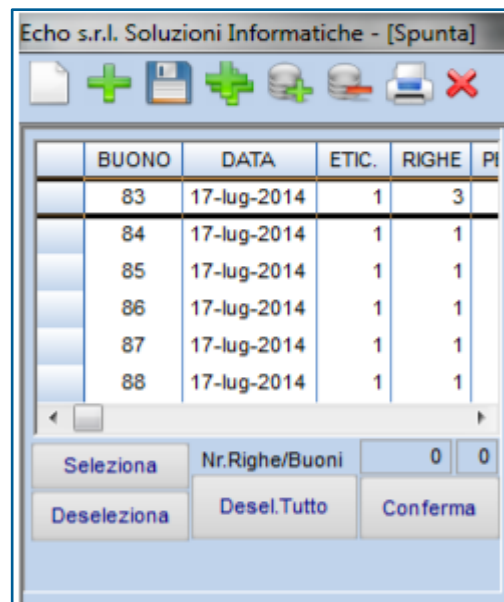 Echo s.r.l. Soluzioni Informatiche - [Spunta]
BUONO DATA ETIC. RIGHE
83 17-lug-2014 1 3
84 17-lug-2014 1 1
85 17-lug-2014 1 1
86 17-lug-2014 1 1
87 17-lug-2014 1 1
88 17-lug-2014 1 1
Seleziona Nr.Righe/Buoni 0 0
Deseleziona Desel.Tutto Conferma